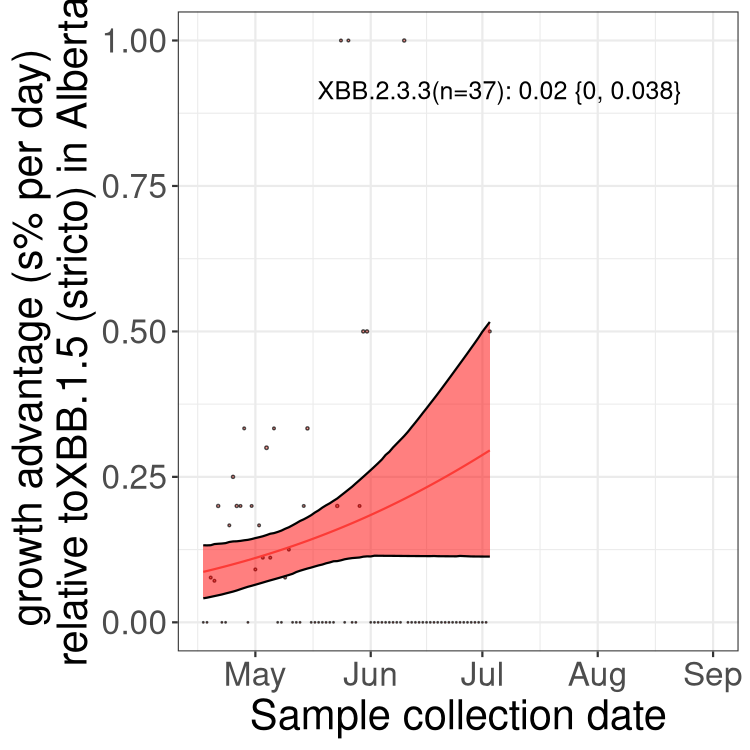 growth advantage (s% per day)
relative toXBB.1.5 (stricto) in Alberta
1.00
0.75
0.50
0.25
0.00
XBB.2.3.3(n=37): 0.02 {0, 0.038}
May Jun Jul Aug Sep
Sample collection date